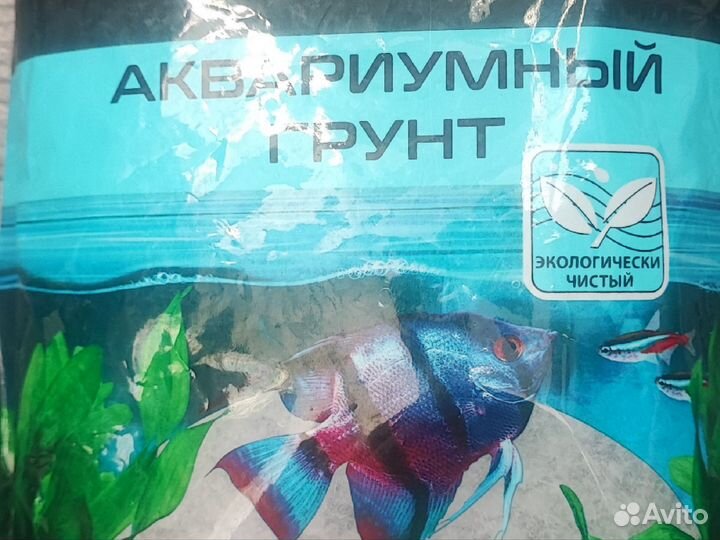 АКВАРИУМНЫЙ
ГРУНТ
ЭКОЛОГИЧЕСКИ
ЧИСТЫЙ
Avito